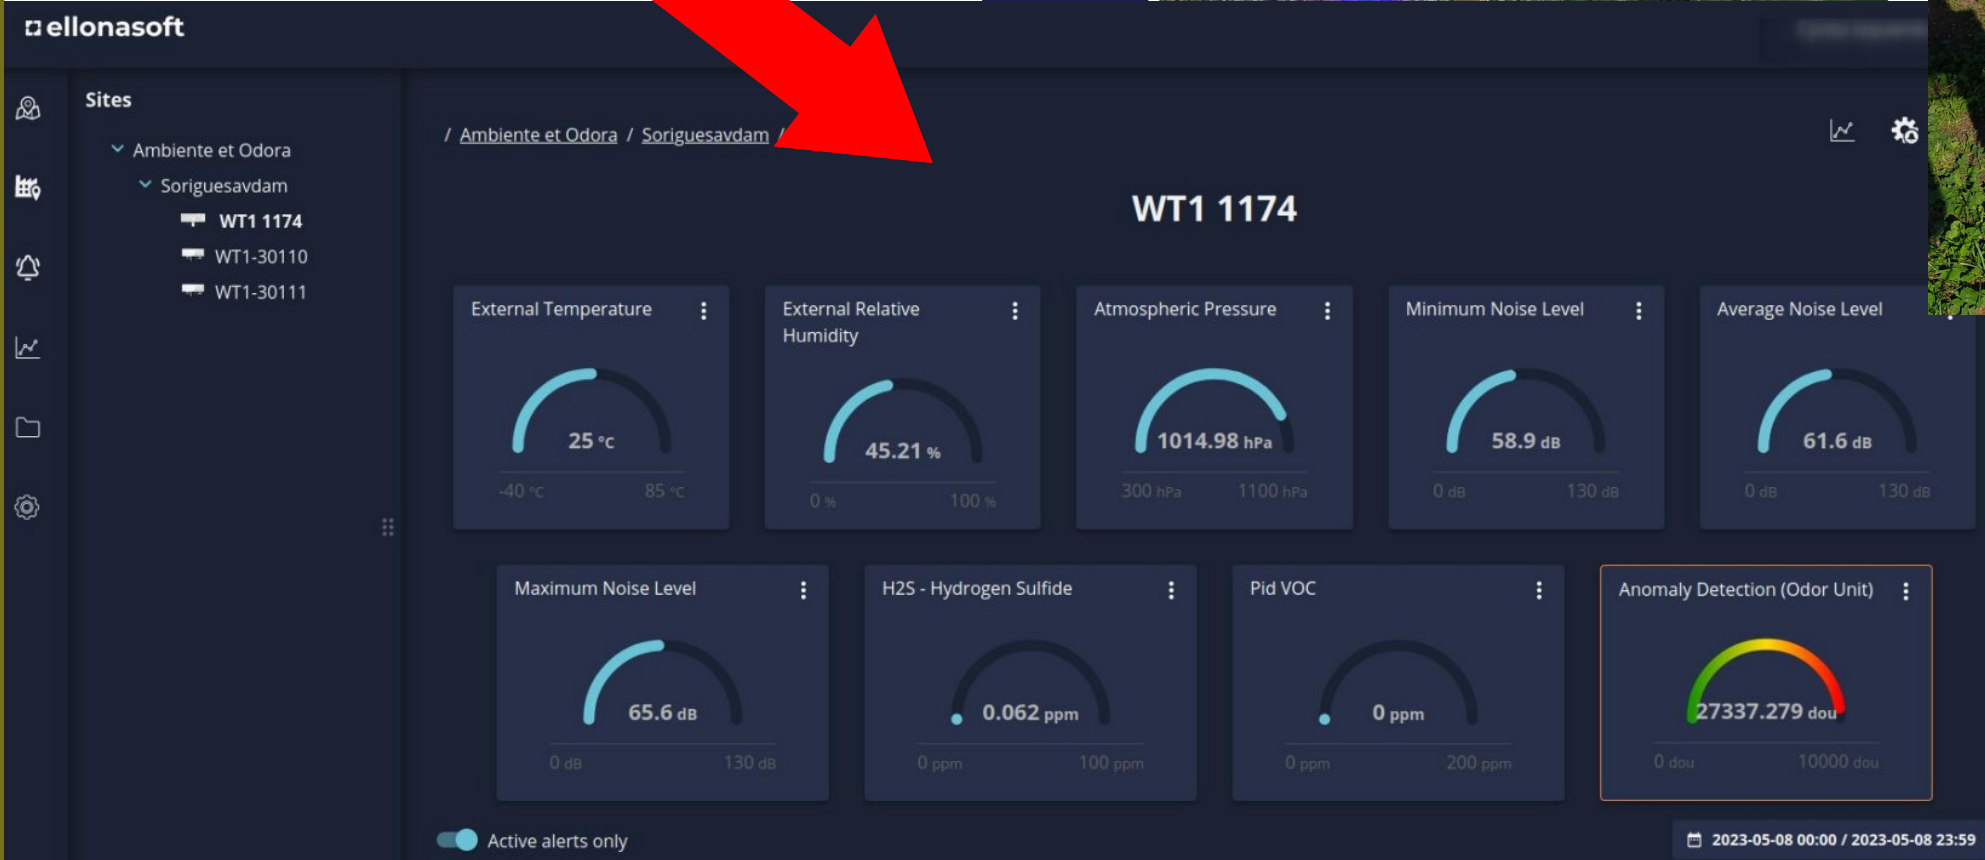 ellonasoft
Sites
Ambiente et Odora
Soriguesavdam
WT1 1174
WT1-30110
WT1-30111
/ Ambiente et Odora / Soriguesavdam /
WT1 1174
External Temperature
25 °C
-40 °C 85 °C
External Relative
Humidity
45.21 %
0 % 100 %
Atmospheric Pressure
1014.98 hPa
300 hPa 1100 hPa
Minimum Noise Level
58.9 dB
0 dB 130 dB
Average Noise Level
61.6 dB
0 dB 130 dB
Maximum Noise Level
65.6 dB
0 dB 130 dB
H2S - Hydrogen Sulfide
0.062 ppm
0 ppm 100 ppm
Pid VOC
0 ppm
0 ppm 200 ppm
Anomaly Detection (Odor Unit)
27337.279 dou
0 dou 10000 dou
Active alerts only
2023-05-08 00:00 / 2023-05-08 23:59